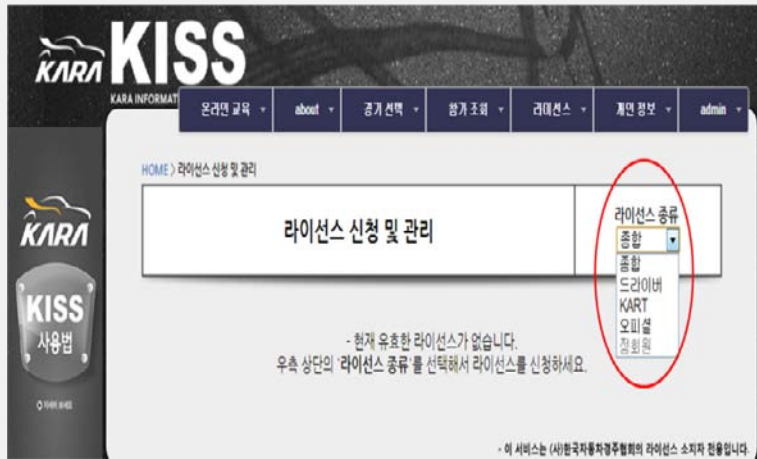 KARA KISS
KARA INFORMAT
온라인 교육
about
경기 선택
참가 조회
라이선스
개인 정보
admin
HOME > 라이선스 신청 및 관리
라이선스 신청 및 관리
라이선스 종류
종합
종합
드라이버
KART
오피셜
정회원
KARA
KISS
사용법
- 현재 유효한 라이선스가 없습니다.
우측 상단의 '라이선스 종류'를 선택해서 라이선스를 신청하세요.
- 이 서비스는 (사)한국자동차경주협회의 라이선스 소지자 전용입니다.